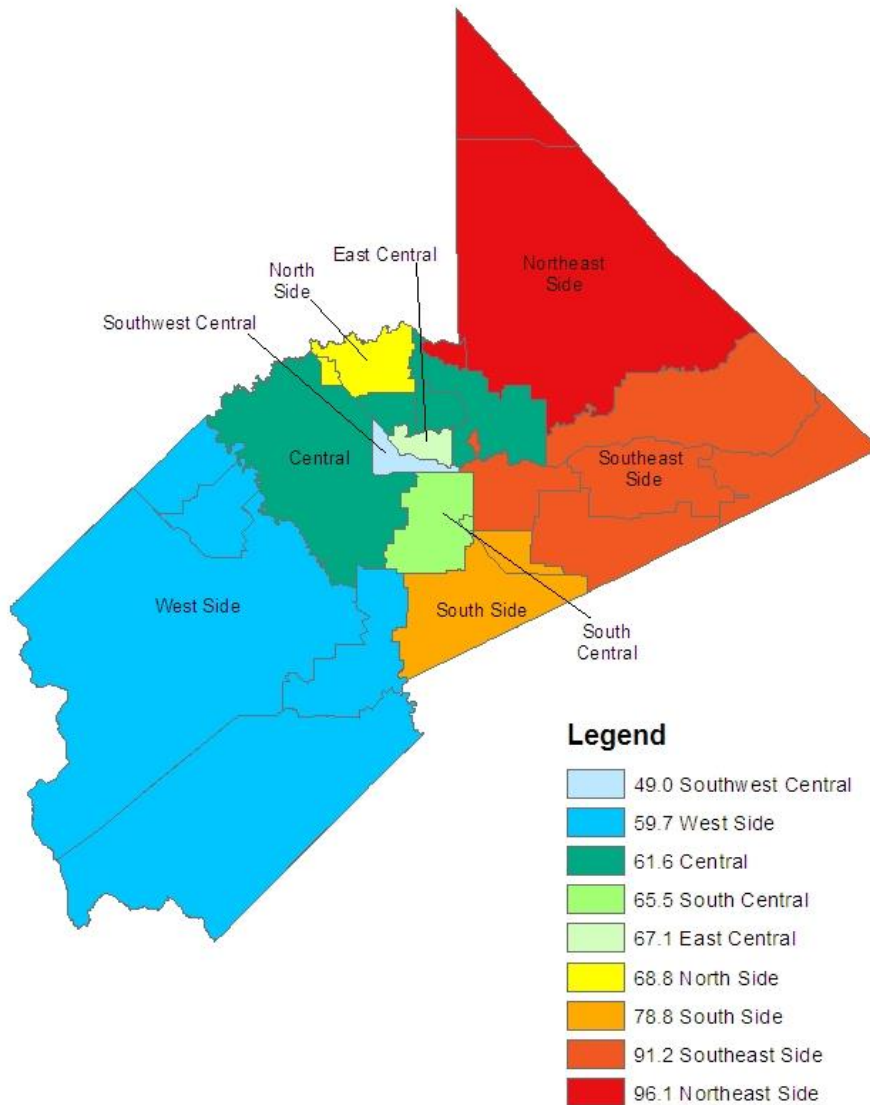 East Central
North
Side
Northeast
Side
Southwest Central
Central
Southeast
Side
West Side
South Side
South
Central
Legend
49.0 Southwest Central
59.7 West Side
61.6 Central
65.5 South Central
67.1 East Central
68.8 North Side
78.8 South Side
91.2 Southeast Side
96.1 Northeast Side